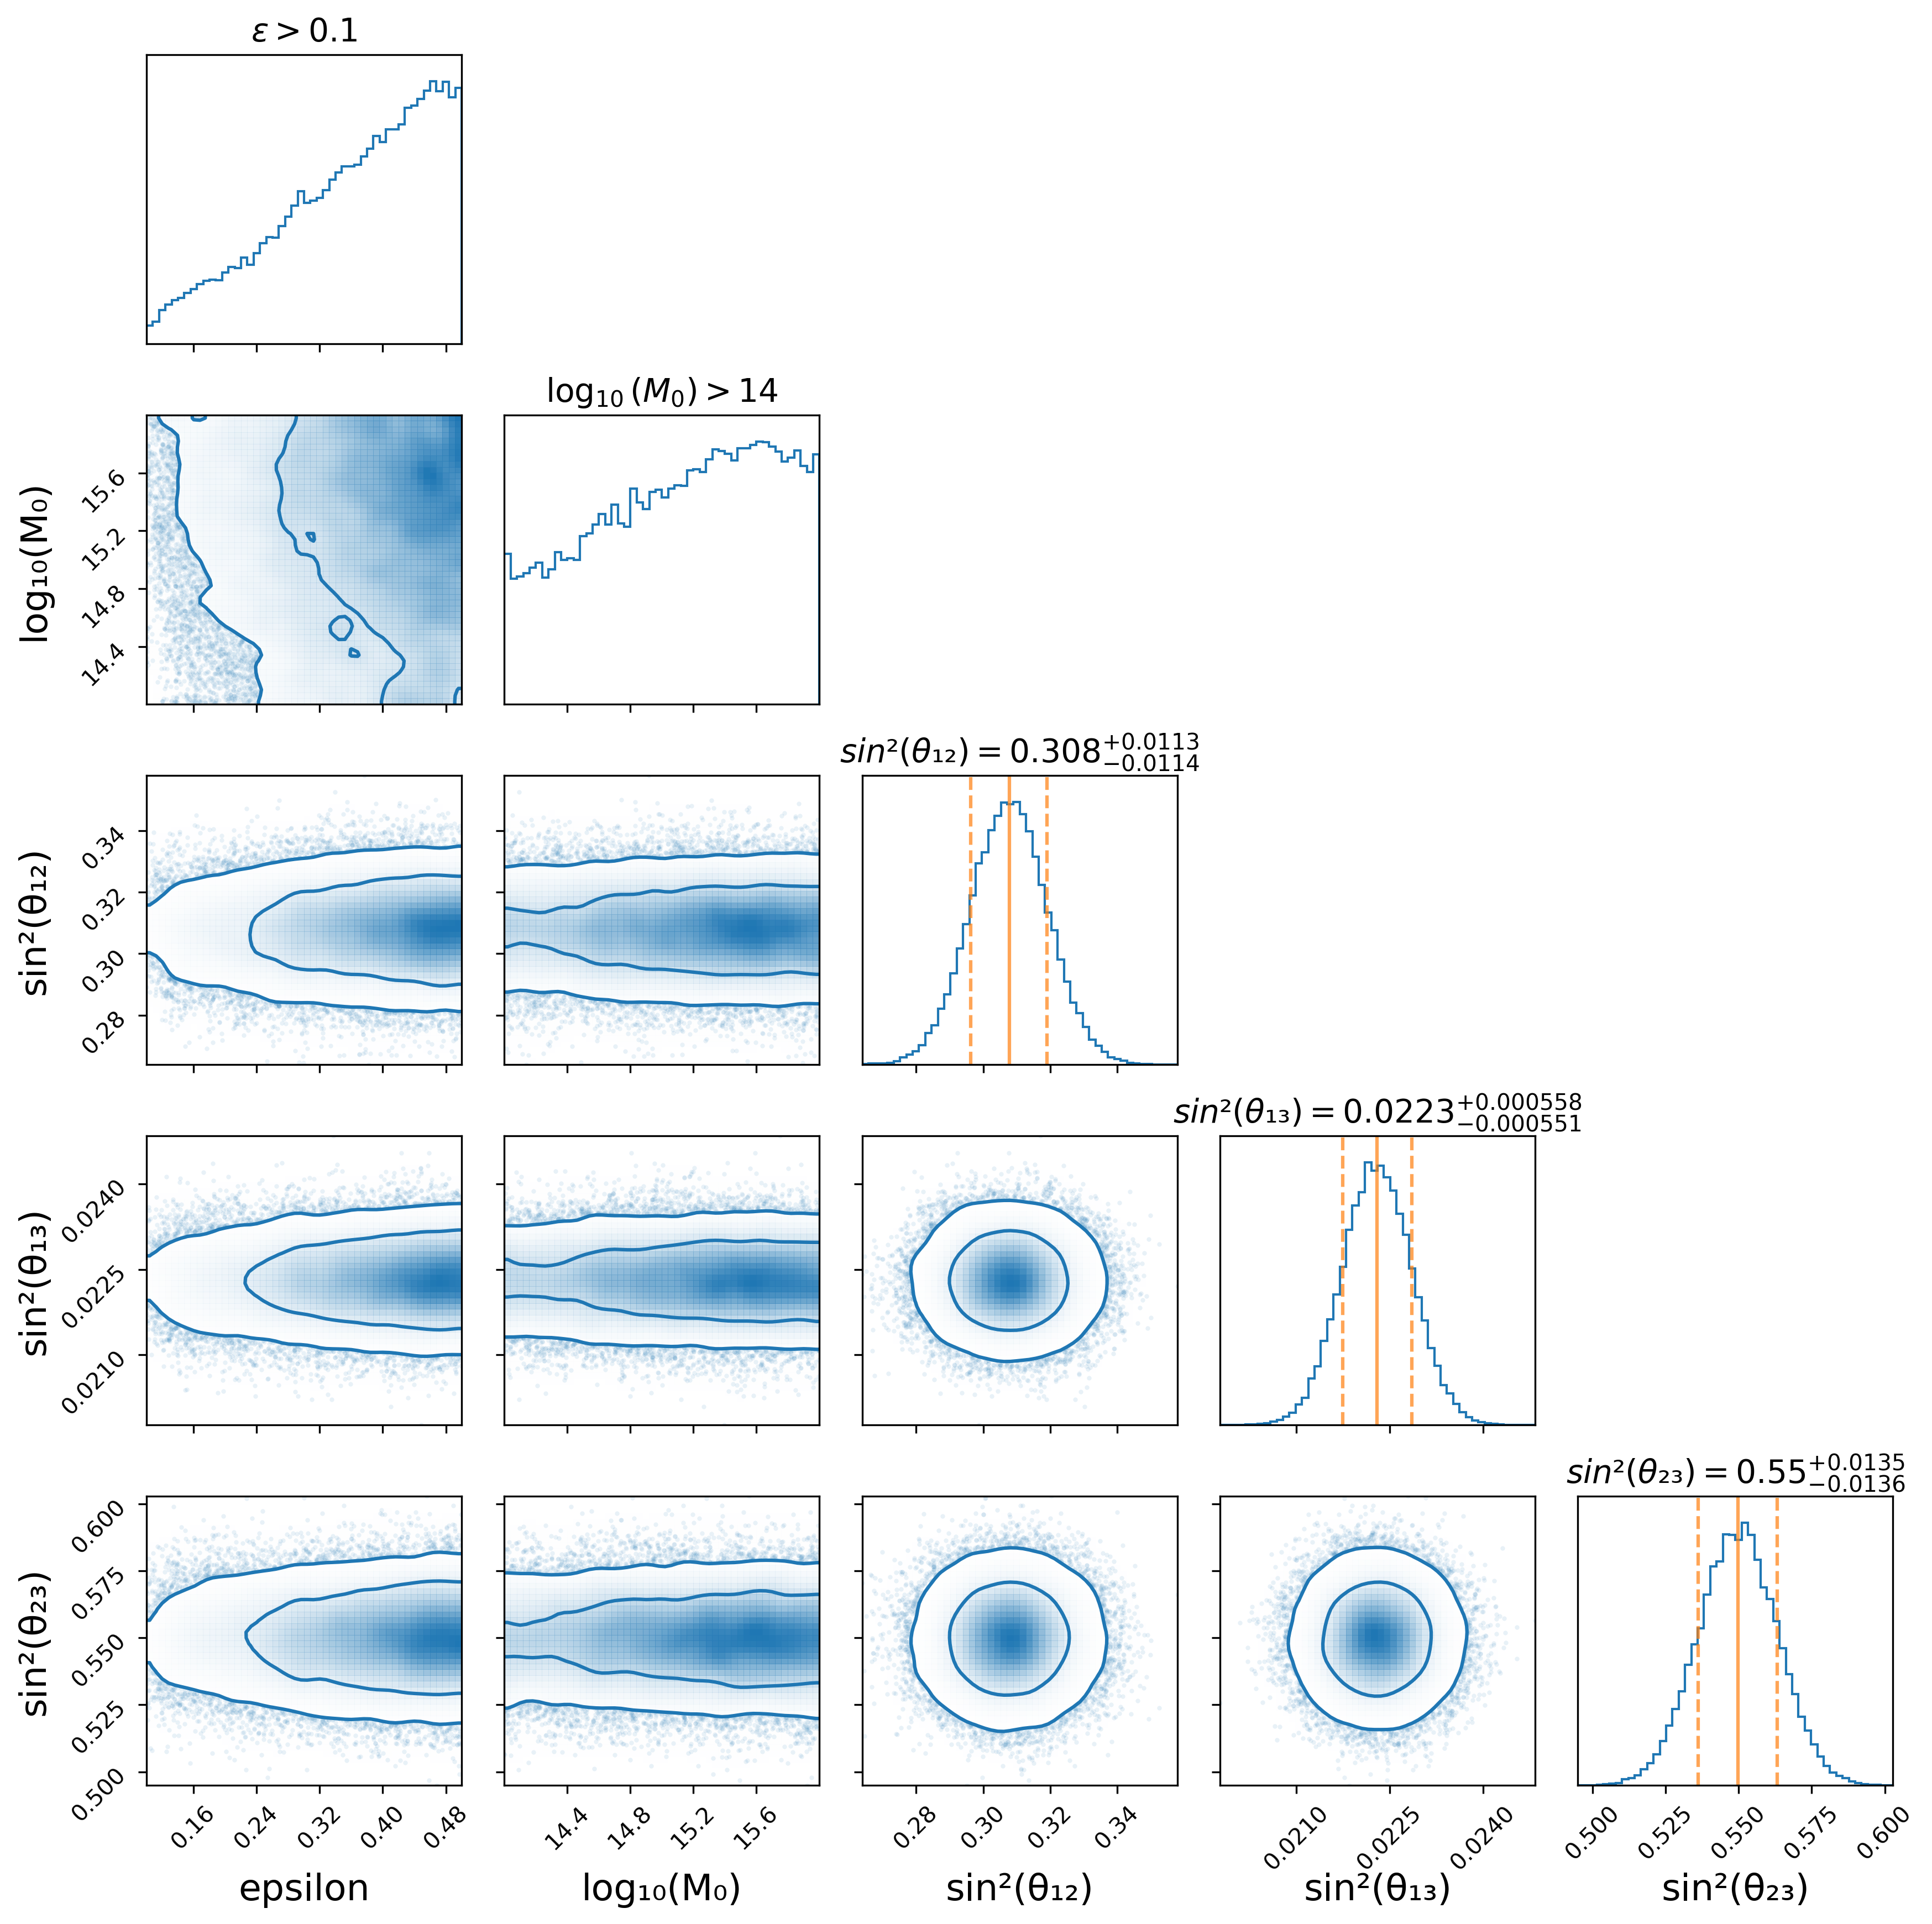 ε > 0.1
log₁₀(M₀) > 14
log₁₀(M₀)
15.6
15.2
14.8
14.4
sin²(θ₁₂) = 0.308 +0.0113 −0.0114
sin²(θ₁₂)
0.34
0.32
0.30
0.28
sin²(θ₁₃) = 0.0223 +0.000558 −0.000551
sin²(θ₁₃)
0.0240
0.0225
0.0210
sin²(θ₂₃) = 0.55 +0.0135 −0.0136
sin²(θ₂₃)
0.600
0.575
0.550
0.525
0.500
0.16 0.24 0.32 0.40 0.48 14.4 14.8 15.2 15.6 0.28 0.30 0.32 0.34 0.0210 0.0225 0.0240 0.500 0.525 0.550 0.575 0.600
epsilon log₁₀(M₀) sin²(θ₁₂) sin²(θ₁₃) sin²(θ₂₃)